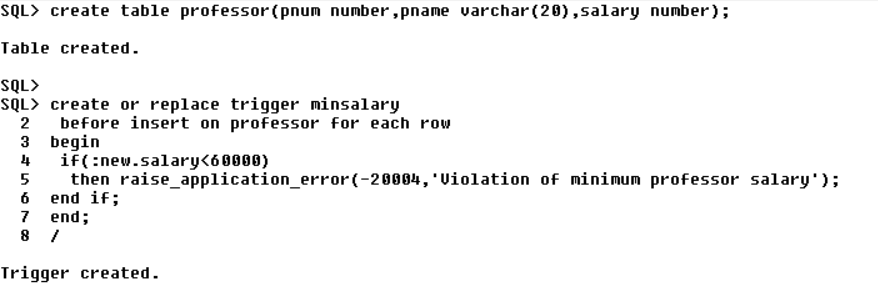 SQL> create table professor(pnum number,pname varchar(20),salary number);
Table created.
SQL>
SQL> create or replace trigger minsalary
2 before insert on professor for each row
3 begin
4 if(:new.salary<60000)
5 then raise_application_error(-20004,'Violation of minimum professor salary');
6 end if;
7 end;
8 /
Trigger created.